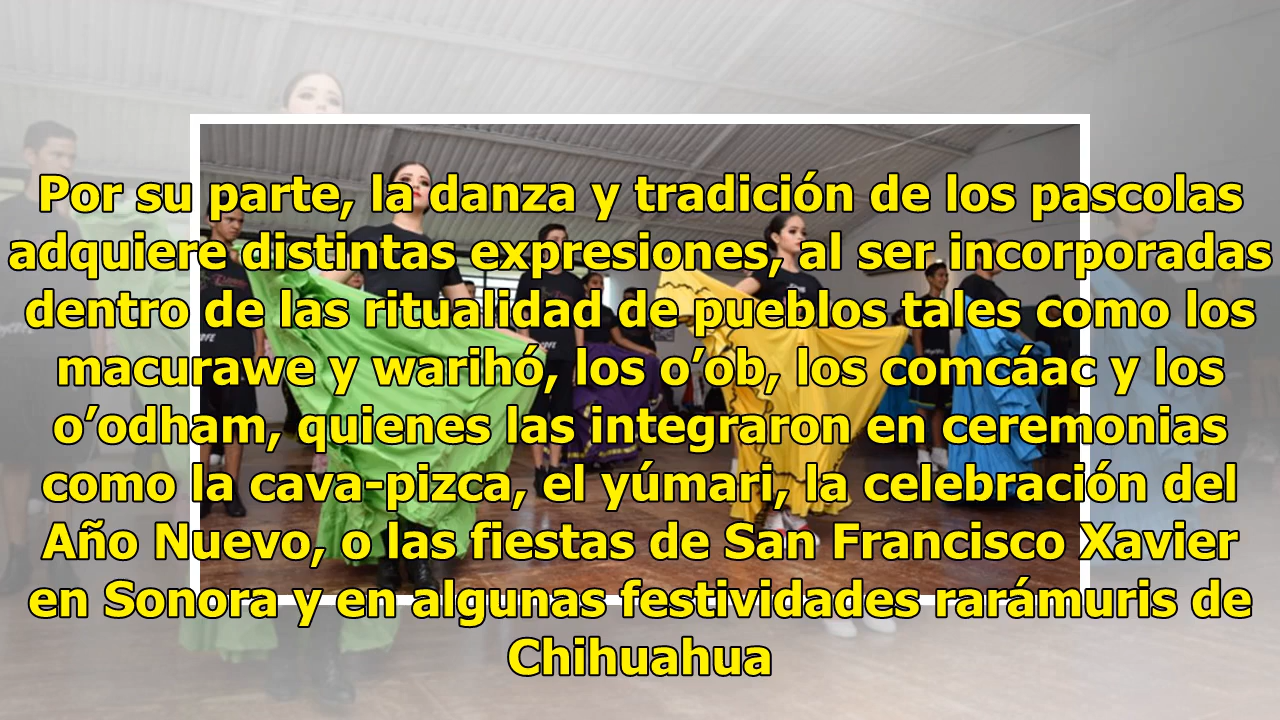 Por su parte, la danza y tradición de los pascolas
adquiere distintas expresiones, al ser incorporadas
dentro de las ritualidad de pueblos tales como los
macurawe y warihó, los o’ob, los comcáac y los
o’odham, quienes las integraron en ceremonias
como la cava-pizca, el yúmari, la celebración del
Año Nuevo, o las fiestas de San Francisco Xavier
en Sonora y en algunas festividades rarámuris de
Chihuahua